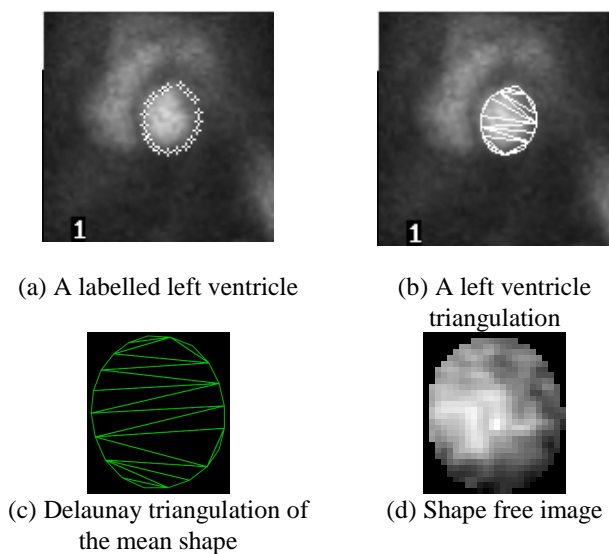 1
1
(a) A labelled left ventricle
(b) A left ventricle
triangulation
(c) Delaunay triangulation of
the mean shape
(d) Shape free image